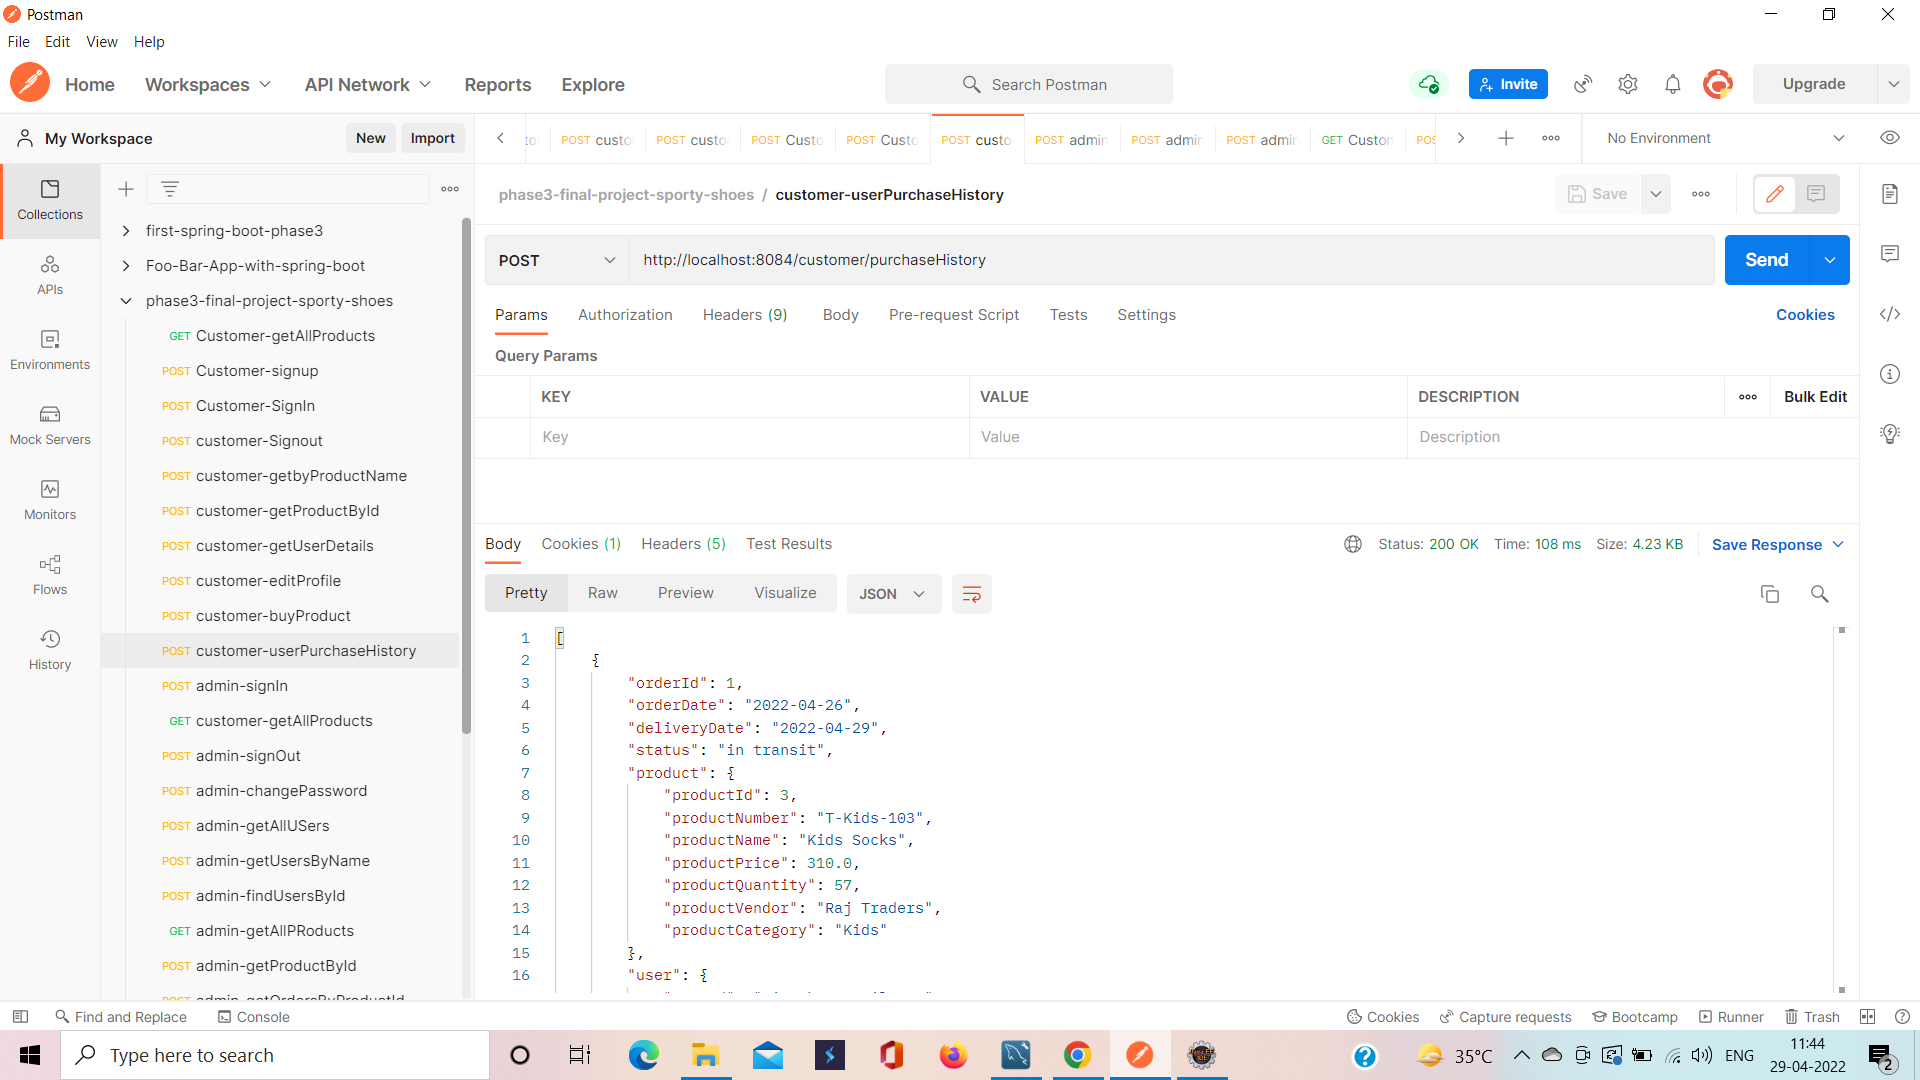 Postman
File Edit View Help
Home Workspaces API Network Reports Explore Search Postman Invite Upgrade
My Workspace New Import POST custo POST custo POST Custo POST Custo POST custo POST admin POST admin POST admin GET Custon No Environment
Collections
APIs
Environments
Mock Servers
Monitors
Flows
History
first-spring-boot-phase3
Foo-Bar-App-with-spring-boot
phase3-final-project-sporty-shoes
GET Customer-getAllProducts
POST Customer-signup
POST Customer-SignIn
POST customer-Signout
POST customer-getbyProductName
POST customer-getProductById
POST customer-getUserDetails
POST customer-editProfile
POST customer-buyProduct
POST customer-userPurchaseHistory
POST admin-signIn
GET customer-getAllProducts
POST admin-signOut
POST admin-changePassword
POST admin-getAllUSers
POST admin-getUsersByName
POST admin-findUsersById
GET admin-getAllPRoducts
POST admin-getProductById
POST admin-getOrdersByProductId
phase3-final-project-sporty-shoes / customer-userPurchaseHistory Save
POST http://localhost:8084/customer/purchaseHistory Send
Params Authorization Headers (9) Body Pre-request Script Tests Settings Cookies
Query Params
KEY VALUE DESCRIPTION Bulk Edit
Key Value Description
Body Cookies (1) Headers (5) Test Results Status: 200 OK Time: 108 ms Size: 4.23 KB Save Response
Pretty Raw Preview Visualize JSON
1 [
2 {
3 "orderId": 1,
4 "orderDate": "2022-04-26",
5 "deliveryDate": "2022-04-29",
6 "status": "in transit",
7 "product": {
8 "productId": 3,
9 "productNumber": "T-Kids-103",
10 "productName": "Kids Socks",
11 "productPrice": 310.0,
12 "productQuantity": 57,
13 "productVendor": "Raj Traders",
14 "productCategory": "Kids"
15 },
16 "user": {
Find and Replace Console Cookies Capture requests Bootcamp Runner Trash
Type here to search 35°C ENG 11:44
29-04-2022
2